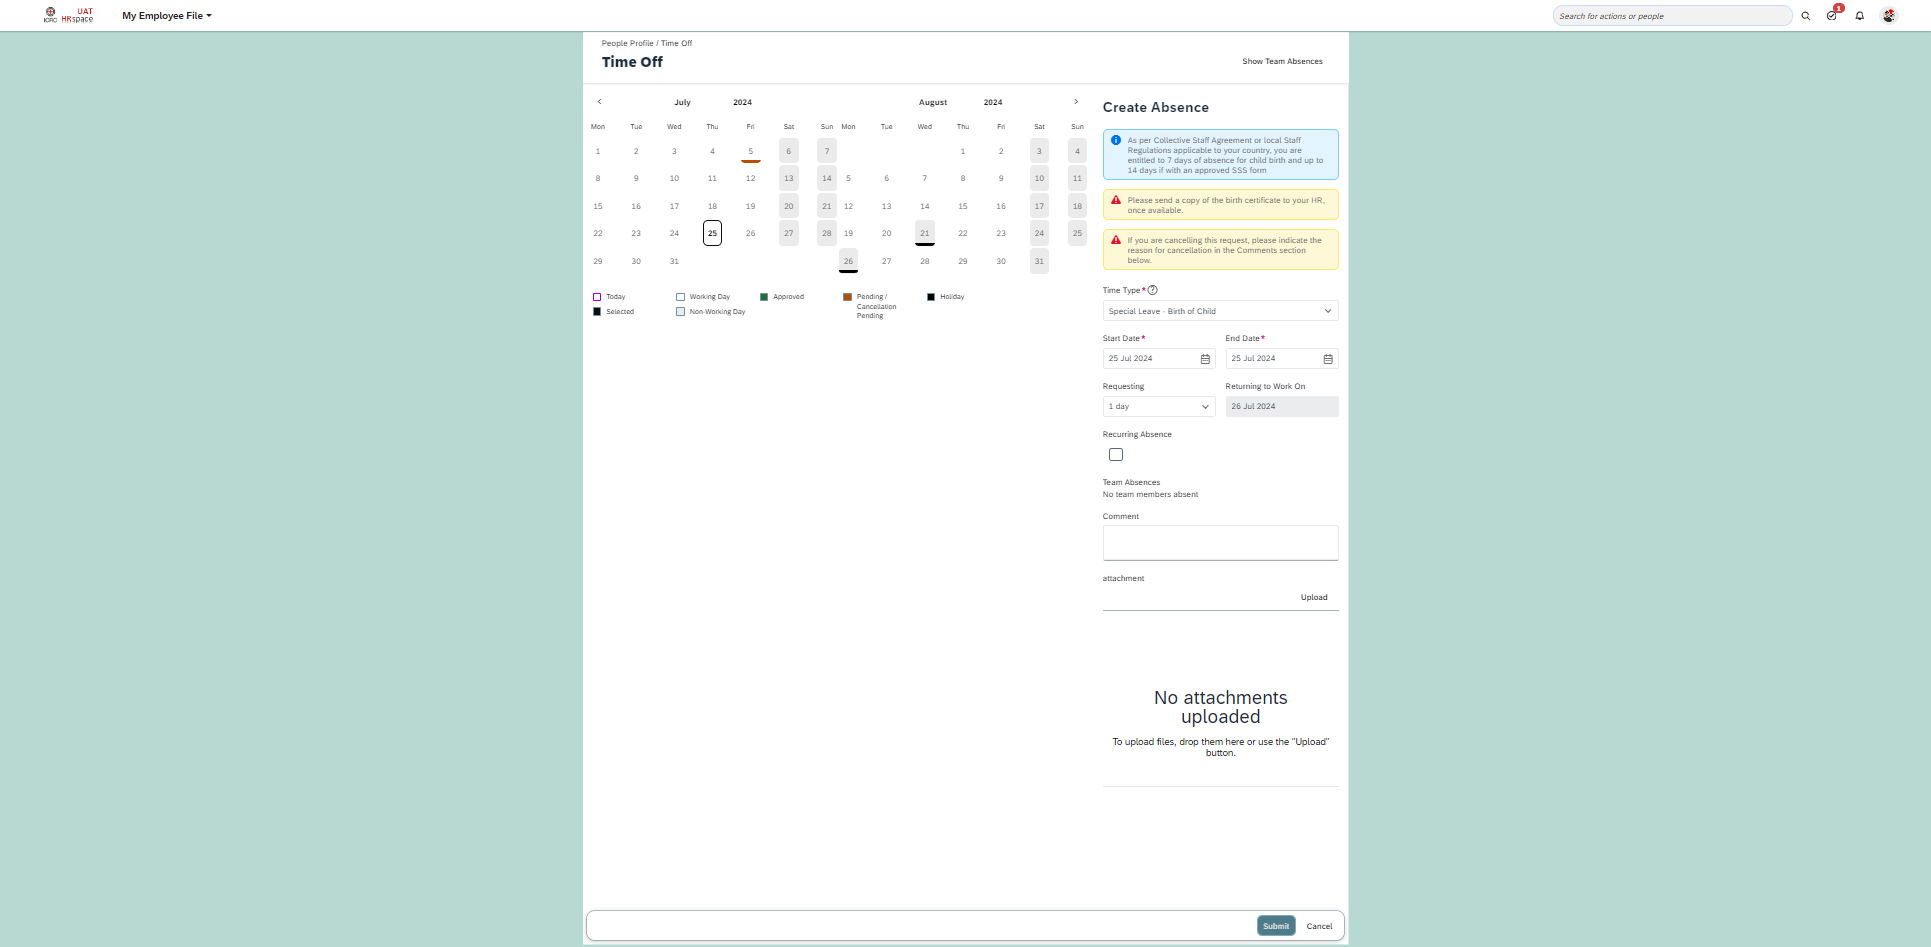 ICRC
UAT
HRspace
My Employee File
Search for actions or people
1
People Profile / Time Off
Time Off
Show Team Absences
July 2024
August 2024
Mon Tue Wed Thu Fri Sat Sun
Mon Tue Wed Thu Fri Sat Sun
1 2 3 4 5 6 7
1 2 3 4
8 9 10 11 12 13 14
5 6 7 8 9 10 11
15 16 17 18 19 20 21
12 13 14 15 16 17 18
22 23 24 25 26 27 28
19 20 21 22 23 24 25
29 30 31
26 27 28 29 30 31
Today
Working Day
Approved
Pending /
Cancellation
Pending
Holiday
Selected
Non-Working Day
Create Absence
As per Collective Staff Agreement or local Staff
Regulations applicable to your country, you are
entitled to 7 days of absence for child birth and up to
14 days if with an approved SSS form
Please send a copy of the birth certificate to your HR,
once available.
If you are cancelling this request, please indicate the
reason for cancellation in the Comments section
below.
Time Type*
Special Leave - Birth of Child
Start Date*
End Date*
25 Jul 2024
25 Jul 2024
Requesting
Returning to Work On
1 day
26 Jul 2024
Recurring Absence
Team Absences
No team members absent
Comment
attachment
Upload
No attachments
uploaded
To upload files, drop them here or use the "Upload"
button.
Submit
Cancel